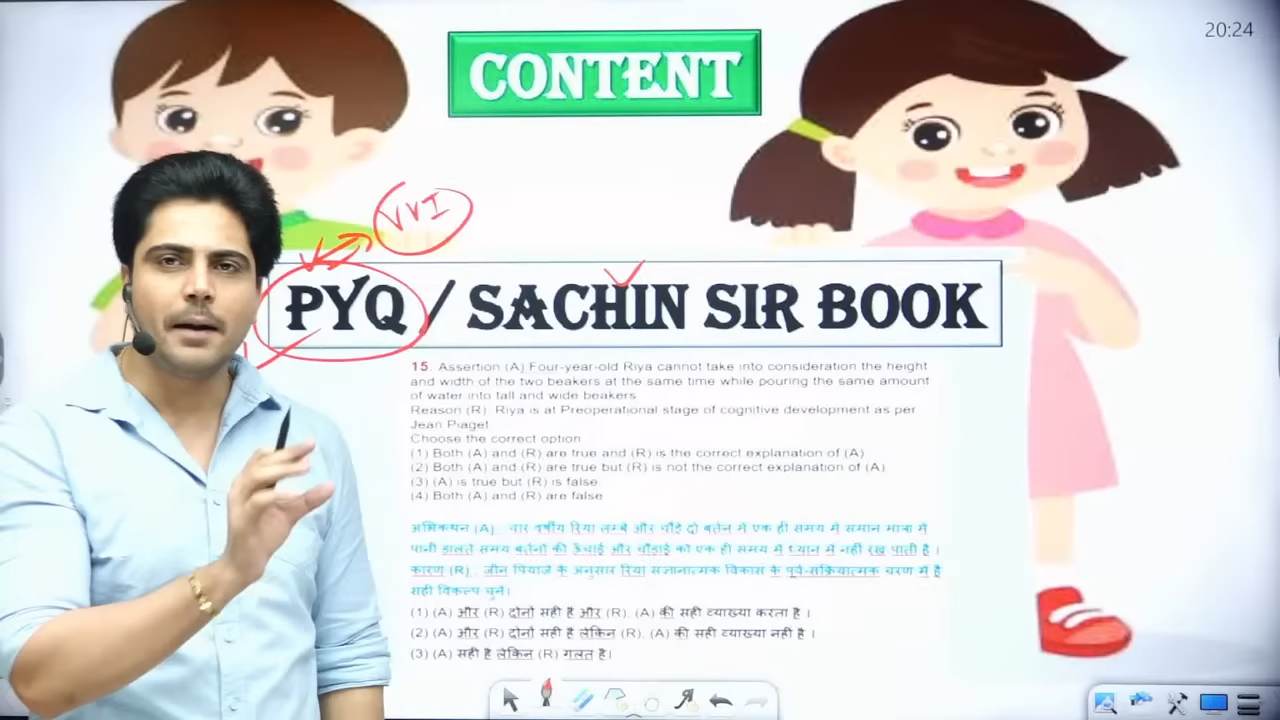 20:24
CONTENT
VVI
PYQ / SACHIN SIR BOOK
15. Assertion (A) Four-year-old Riya cannot take into consideration the height
and width of the two beakers at the same time while pouring the same amount
of water into tall and wide beakers
Reason (R) Riya is at Preoperational stage of cognitive development as per
Jean Piaget
Choose the correct option
(1) Both (A) and (R) are true and (R) is the correct explanation of (A)
(2) Both (A) and (R) are true but (R) is not the correct explanation of (A)
(3) (A) is true but (R) is false
(4) Both (A) and (R) are false
अभिकथन (A) : चार वर्षीय रिया लम्बे और चौड़े दो बर्तन में एक ही समय में समान मात्रा में
पानी डालते समय बर्तनों की ऊँचाई और चौड़ाई को एक ही समय में ध्यान में नहीं रख पाती है ।
कारण (R) : जीन पियाजे के अनुसार रिया संज्ञानात्मक विकास के पूर्व-संक्रियात्मक चरण में है
सही विकल्प चुनें।
(1) (A) और (R) दोनों सही है और (R). (A) की सही व्याख्या करता है ।
(2) (A) और (R) दोनों सही है लेकिन (R). (A) की सही व्याख्या नही है ।
(3) (A) सही है लेकिन (R) गलत है।